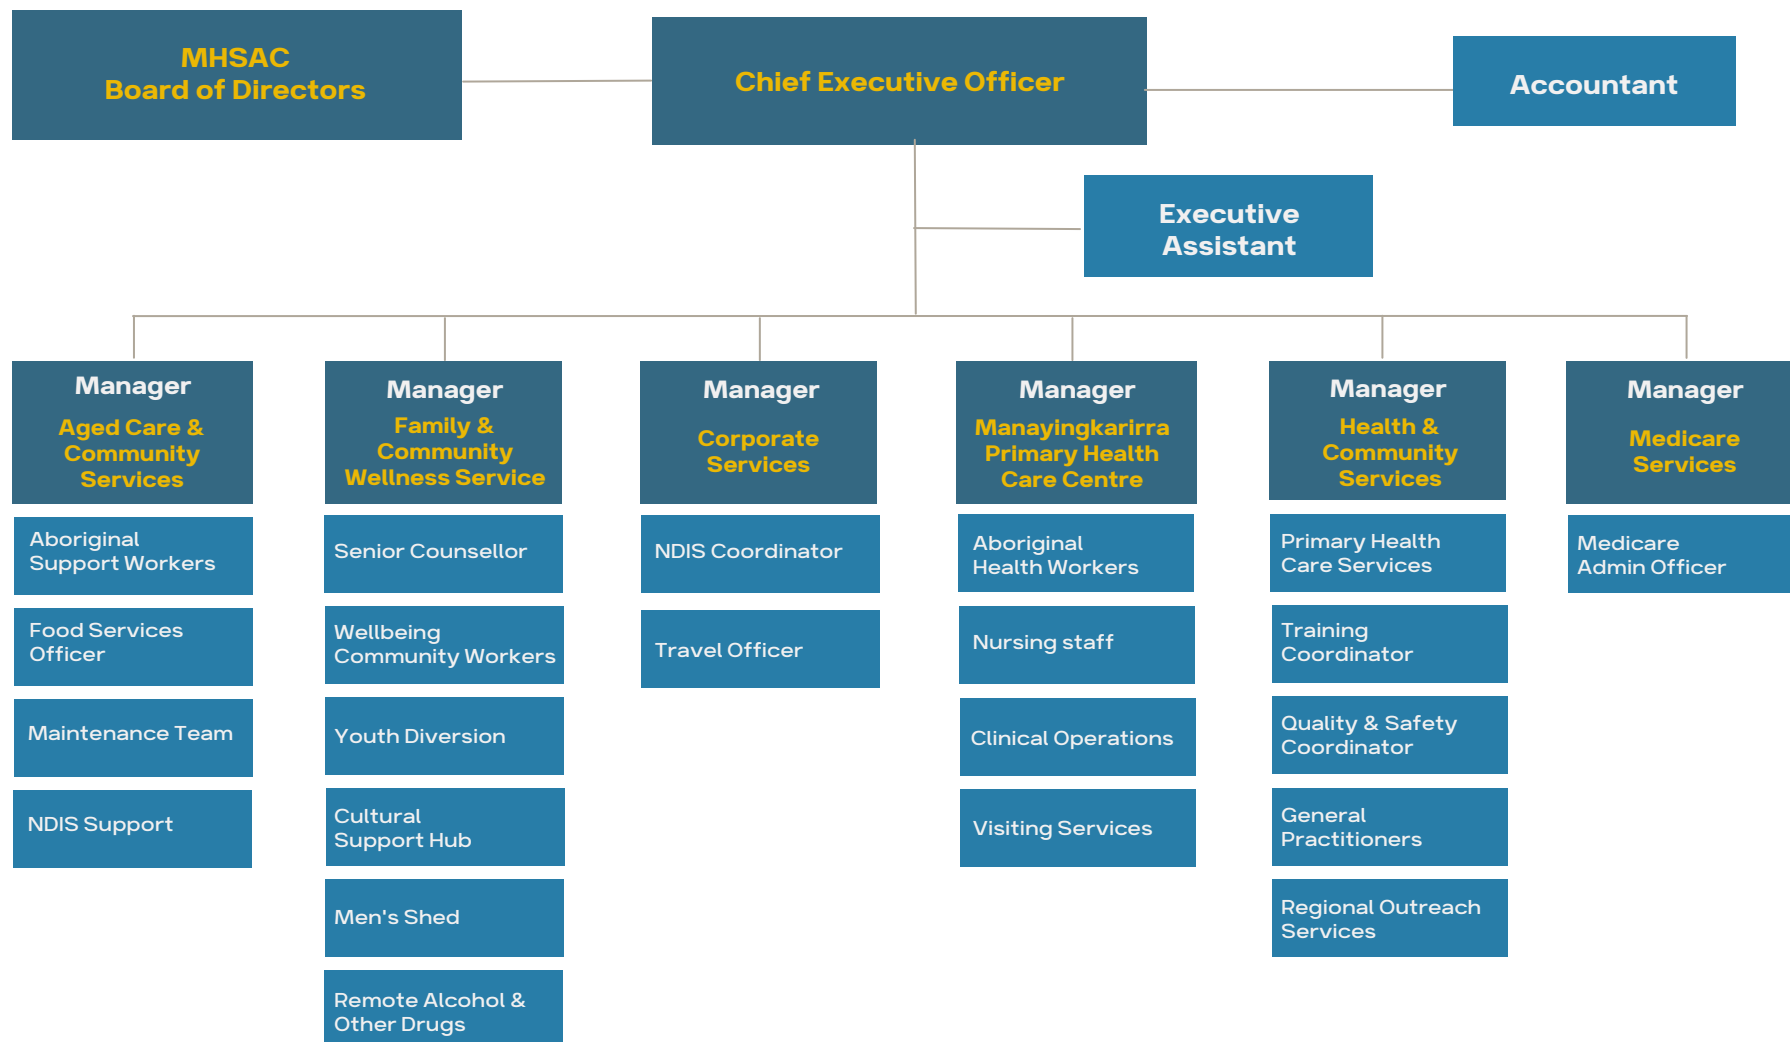 MHSAC
Board of Directors
Chief Executive Officer
Accountant
Executive
Assistant
Manager
Aged Care &
Community
Services
Aboriginal
Support Workers
Food Services
Officer
Maintenance Team
NDIS Support
Manager
Family &
Community
Wellness Service
Senior Counsellor
Wellbeing
Community Workers
Youth Diversion
Cultural
Support Hub
Men's Shed
Remote Alcohol &
Other Drugs
Manager
Corporate
Services
NDIS Coordinator
Travel Officer
Manager
Manayingkarirra
Primary Health
Care Centre
Aboriginal
Health Workers
Nursing staff
Clinical Operations
Visiting Services
Manager
Health &
Community
Services
Primary Health
Care Services
Training
Coordinator
Quality & Safety
Coordinator
General
Practitioners
Regional Outreach
Services
Manager
Medicare
Services
Medicare
Admin Officer